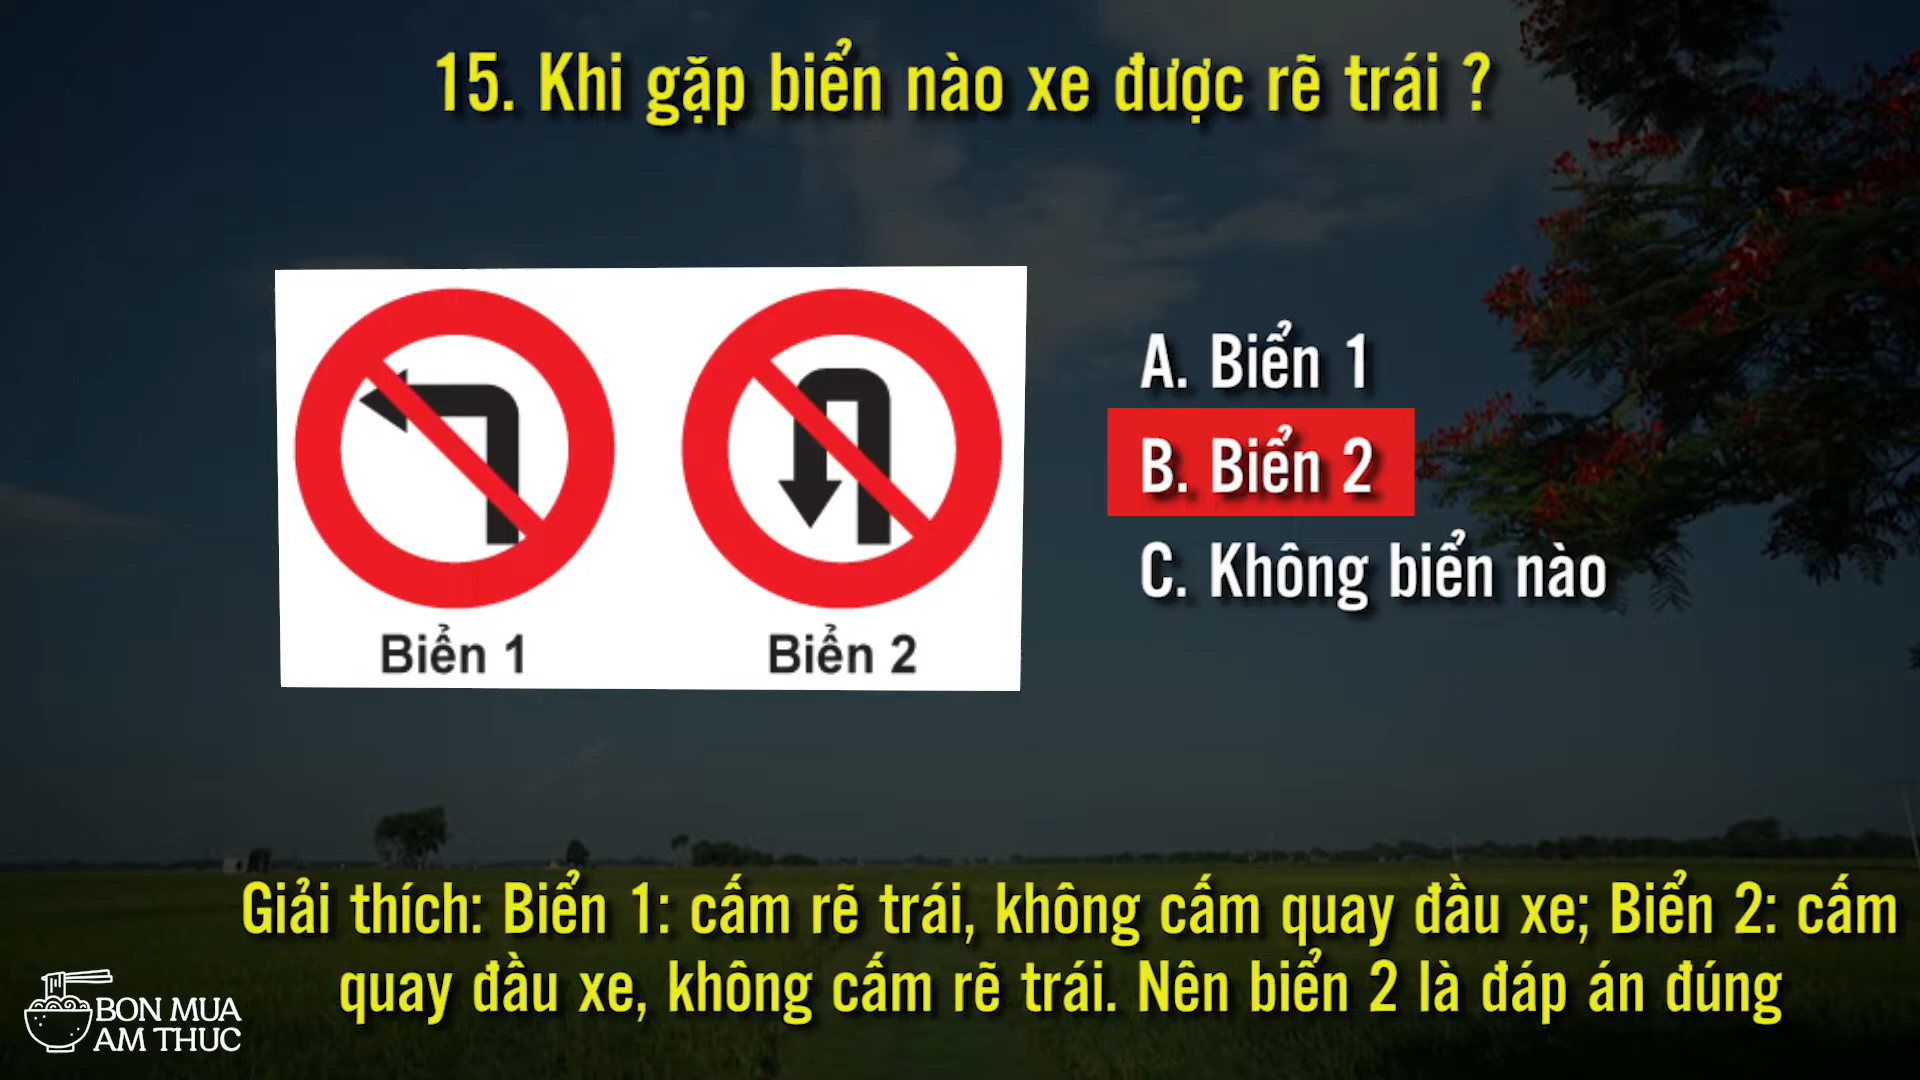 15. Khi gặp biển nào xe được rẽ trái ?
Biển 1
Biển 2
A. Biển 1
B. Biển 2
C. Không biển nào
Giải thích: Biển 1: cấm rẽ trái, không cấm quay đầu xe; Biển 2: cấm
quay đầu xe, không cấm rẽ trái. Nên biển 2 là đáp án đúng
BON MUA
AM THUC